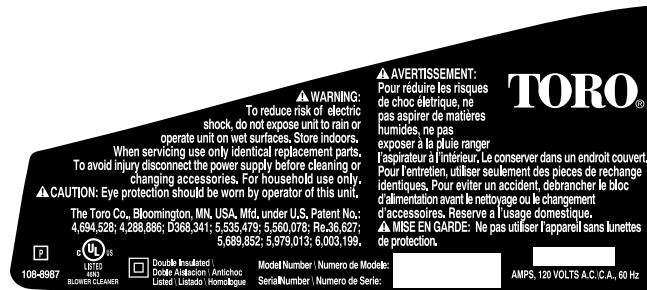 ⚠ WARNING:
To reduce risk of electric
shock, do not expose unit to rain or
operate unit on wet surfaces. Store indoors.
When servicing use only identical replacement parts.
To avoid injury disconnect the power supply before cleaning or
changing accessories. For household use only.
⚠ CAUTION: Eye protection should be worn by operator of this unit.
The Toro Co., Bloomington, MN. USA. Mfd. under U.S. Patent No.:
4,694,528; 4,288,886; D368,341; 5,535,479; 5,560,078; Re.36,627;
5,689,852; 5,979,013; 6,003,199.
⚠ AVERTISSEMENT:
Pour réduire les risques
de choc életrique, ne
pas aspirer de matières
humides, ne pas
exposer à la pluie ranger
l'aspirateur à l'intérieur. Le conserver dans un endroit couvert.
Pour l'entretien, utiliser seulement des pieces de rechange
identiques. Pour eviter un accident, debrancher le bloc
d'alimentation avant le nettoyage ou le changement
d'accessoires. Reserve a l'usage domestique.
⚠ MISE EN GARDE: Ne pas utiliser l'appareil sans lunettes
de protection.
TORO®
P
108-8987
C UL US
LISTED
48N3
BLOWER CLEANER
Double Insulated \
Doble Aislacion \ Antichoc
Listed \ Listado \ Homologue
Model Number \ Numero de Modele:
Serial Number \ Numero de Serie:
AMPS, 120 VOLTS A.C.\C.A., 60 Hz